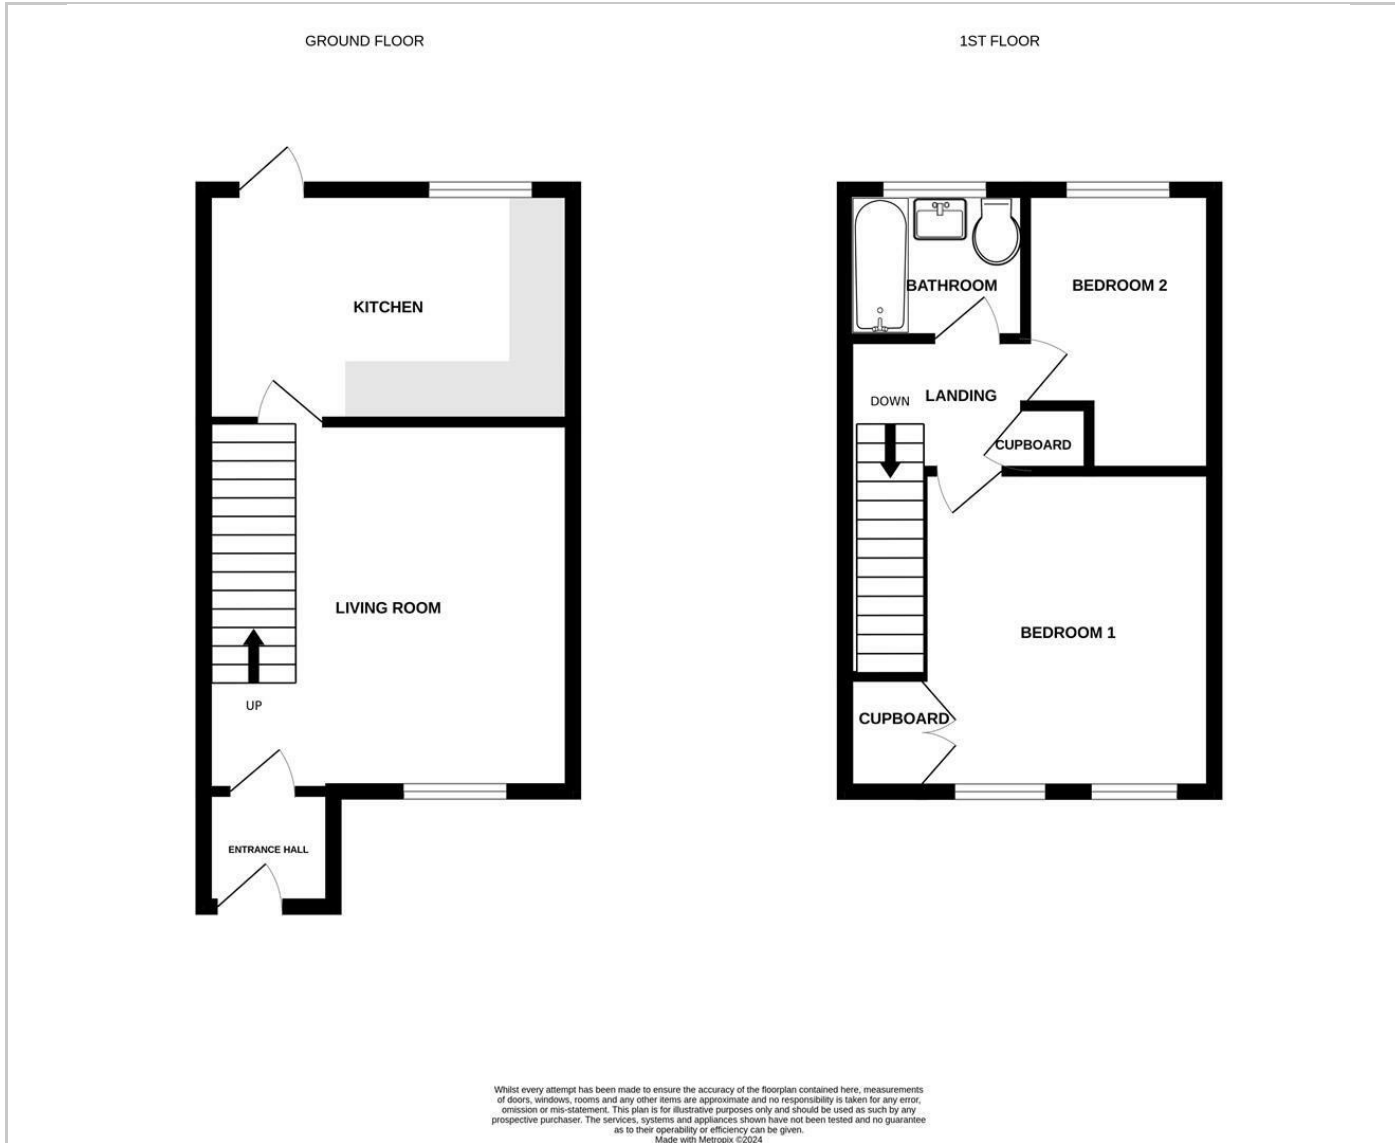 GROUND FLOOR
1ST FLOOR
KITCHEN
LIVING ROOM
UP
ENTRANCE HALL
BATHROOM
BEDROOM 2
LANDING
DOWN
CUPBOARD
BEDROOM 1
CUPBOARD
Whilst every attempt has been made to ensure the accuracy of the floorplan contained here, measurements
of doors, windows, rooms and any other items are approximate and no responsibility is taken for any error,
omission or mis-statement. This plan is for illustrative purposes only and should be used as such by any
prospective purchaser. The services, systems and appliances shown have not been tested and no guarantee
as to their operability or efficiency can be given.
Made with Metropix ©2024